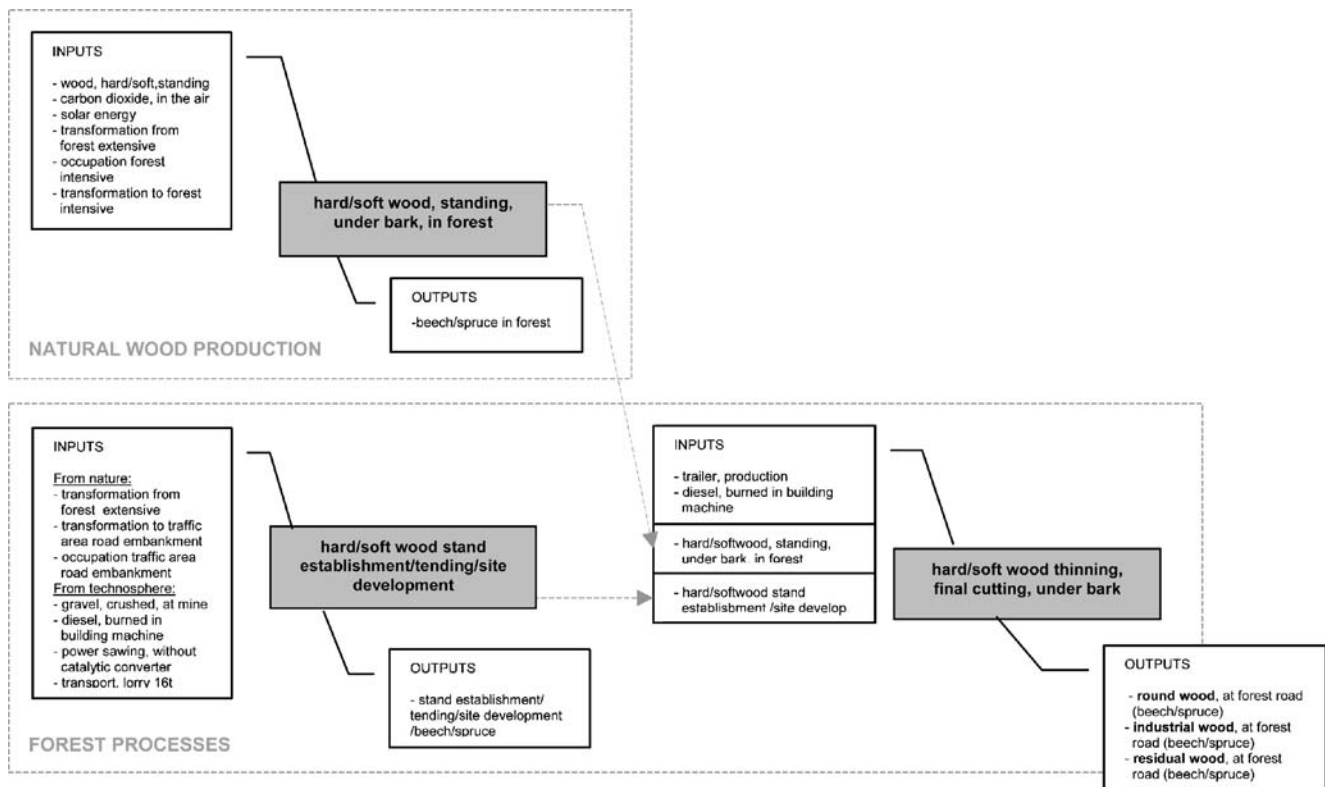 INPUTS
- wood, hard/soft,standing
- carbon dioxide, in the air
- solar energy
- transformation from
forest extensive
- occupation forest
intensive
- transformation to forest
intensive
hard/soft wood, standing,
under bark, in forest
OUTPUTS
-beech/spruce in forest
NATURAL WOOD PRODUCTION
INPUTS
From nature:
- transformation from
forest extensive
- transformation to traffic
area road embankment
- occupation traffic area
road embankment
From technosphere:
- gravel, crushed, at mine
- diesel, burned in
building machine
- power sawing, without
catalytic converter
- transport, lorry 16t
hard/soft wood stand
establishment/tending/site
development
OUTPUTS
- stand establishment/
tending/site development
/beech/spruce
INPUTS
- trailer, production
- diesel, burned in building
machine
- hard/softwood, standing,
under bark, in forest
- hard/softwood stand
establisbment /site develop.
hard/soft wood thinning,
final cutting, under bark
OUTPUTS
- round wood, at forest road
(beech/spruce)
- industrial wood, at forest
road (beech/spruce)
- residual wood, at forest
road (beech/spruce)
FOREST PROCESSES